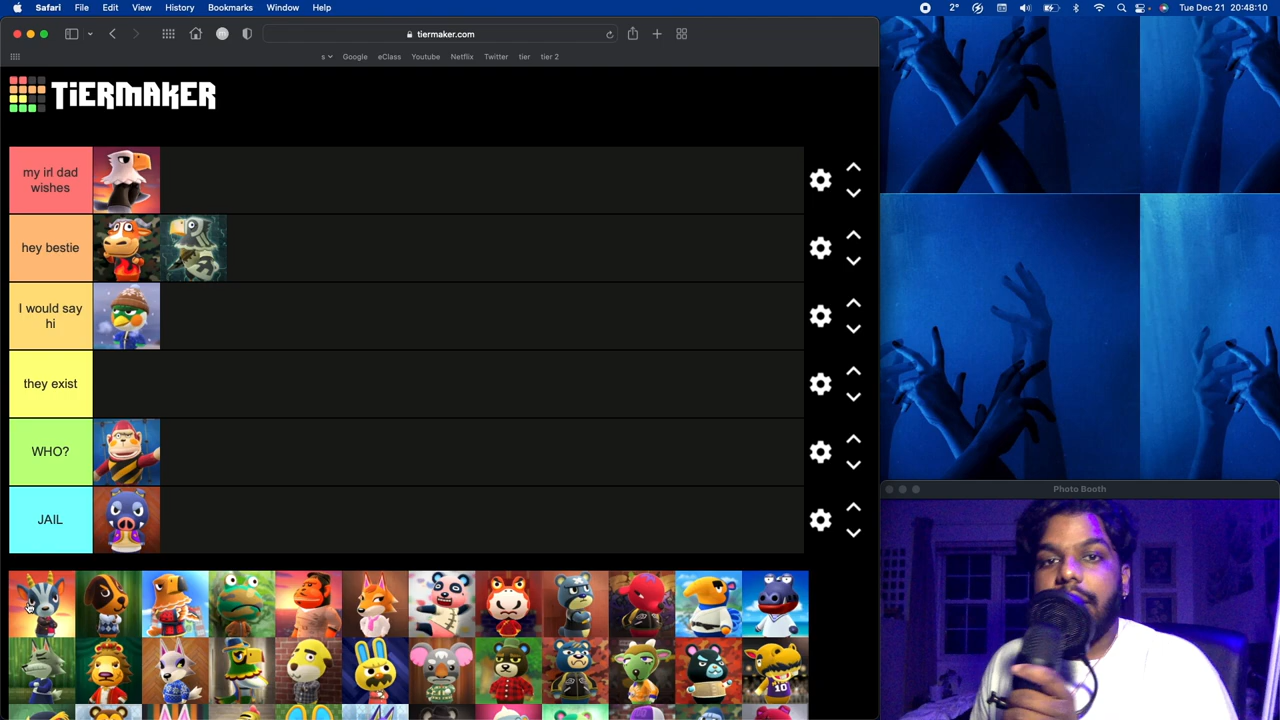 Safari File Edit View History Bookmarks Window Help
2° Tue Dec 21 20:48:10
tiermaker.com
s Google eClass Youtube Netflix Twitter tier tier 2
TiERMAKER
my irl dad
wishes
hey bestie
I would say
hi
they exist
WHO?
JAIL
Photo Booth
10